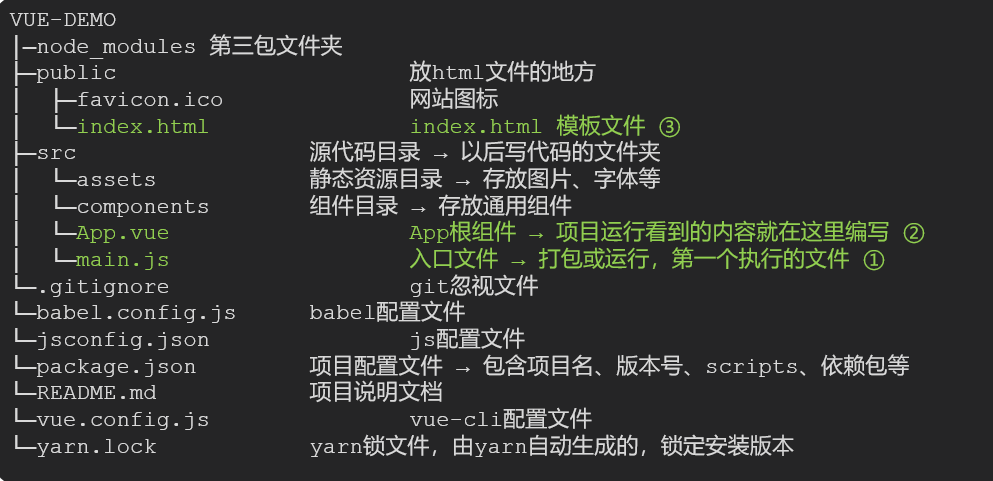 VUE-DEMO
│─node_modules 第三包文件夹
├─public 放html文件的地方
│ ├─favicon.ico 网站图标
│ └─index.html index.html 模板文件 ③
├─src 源代码目录 → 以后写代码的文件夹
│ └─assets 静态资源目录 → 存放图片、字体等
│ └─components 组件目录 → 存放通用组件
│ └─App.vue App根组件 → 项目运行看到的内容就在这里编写 ②
│ └─main.js 入口文件 → 打包或运行，第一个执行的文件 ①
└─.gitignore git忽视文件
└─babel.config.js babel配置文件
└─jsconfig.json js配置文件
└─package.json 项目配置文件 → 包含项目名、版本号、scripts、依赖包等
└─README.md 项目说明文档
└─vue.config.js vue-cli配置文件
└─yarn.lock yarn锁文件，由yarn自动生成的，锁定安装版本